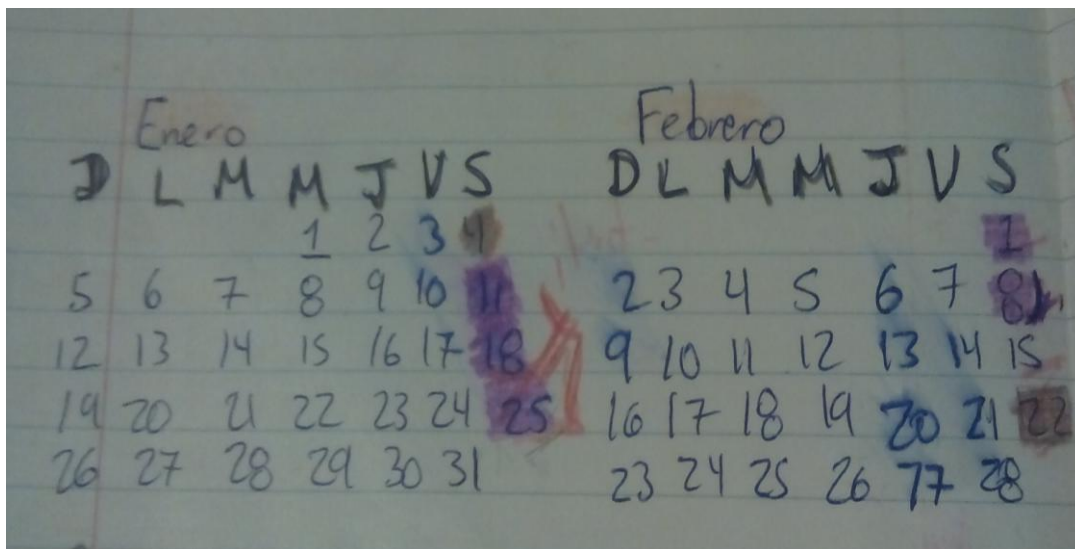 Enero
D L M M J V S
1 2 3 4
5 6 7 8 9 10 11
12 13 14 15 16 17 18
19 20 21 22 23 24 25
26 27 28 29 30 31
Febrero
D L M M J V S
1
2 3 4 5 6 7 8
9 10 11 12 13 14 15
16 17 18 19 20 21 22
23 24 25 26 77 28